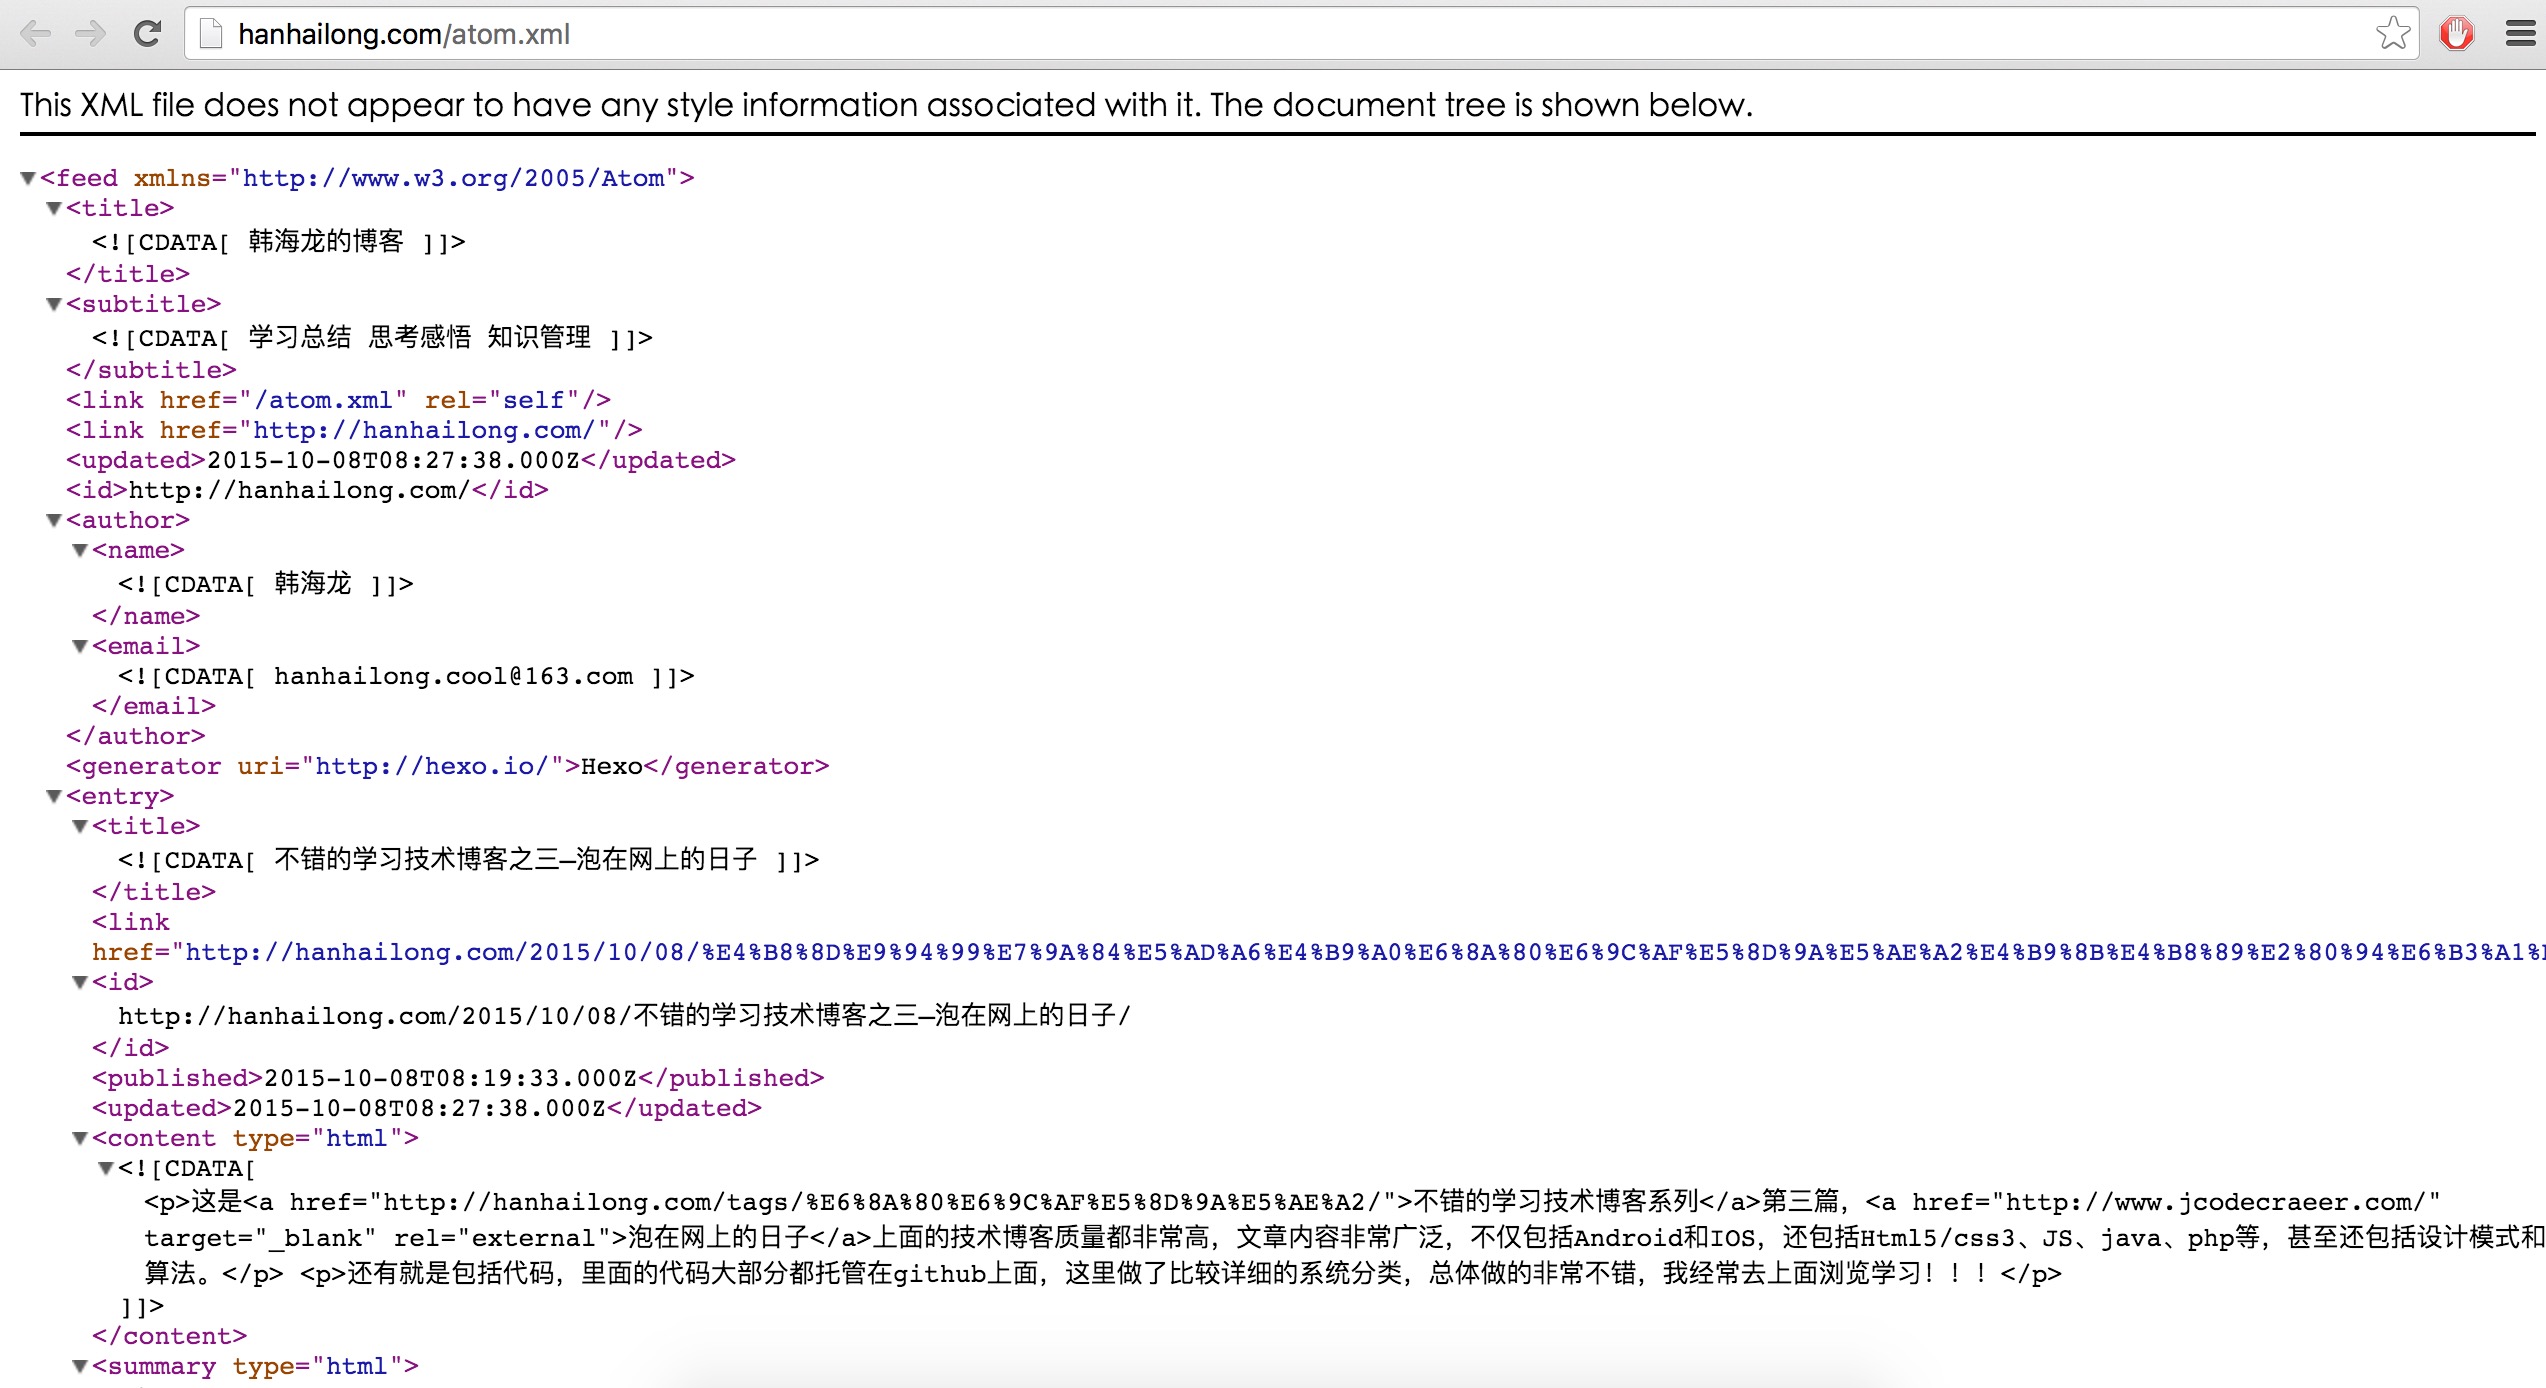 hanhailong.com/atom.xml
This XML file does not appear to have any style information associated with it. The document tree is shown below.
<feed xmlns="http://www.w3.org/2005/Atom">
<title>
<![CDATA[ 韩海龙的博客 ]]>
</title>
<subtitle>
<![CDATA[ 学习总结 思考感悟 知识管理 ]]>
</subtitle>
<link href="/atom.xml" rel="self"/>
<link href="http://hanhailong.com/"/>
<updated>2015-10-08T08:27:38.000Z</updated>
<id>http://hanhailong.com/</id>
<author>
<name>
<![CDATA[ 韩海龙 ]]>
</name>
<email>
<![CDATA[ hanhailong.cool@163.com ]]>
</email>
</author>
<generator uri="http://hexo.io/">Hexo</generator>
<entry>
<title>
<![CDATA[ 不错的学习技术博客之三—泡在网上的日子 ]]>
</title>
<link
href="http://hanhailong.com/2015/10/08/%E4%B8%8D%E9%94%99%E7%9A%84%E5%AD%A6%E4%B9%A0%E6%8A%80%E6%9C%AF%E5%8D%9A%E5%AE%A2%E4%B9%8B%E4%B8%89%E2%80%94%E6%B3%A1%
<id>
http://hanhailong.com/2015/10/08/不错的学习技术博客之三—泡在网上的日子/
</id>
<published>2015-10-08T08:19:33.000Z</published>
<updated>2015-10-08T08:27:38.000Z</updated>
<content type="html">
<![CDATA[
<p>这是<a href="http://hanhailong.com/tags/%E6%8A%80%E6%9C%AF%E5%8D%9A%E5%AE%A2/">不错的学习技术博客系列</a>第三篇，<a href="http://www.jcodecraeer.com/"
target="_blank" rel="external">泡在网上的日子</a>上面的技术博客质量都非常高，文章内容非常广泛，不仅包括Android和IOS，还包括Html5/css3、JS、java、php等，甚至还包括设计模式和
算法。</p> <p>还有就是包括代码，里面的代码大部分都托管在github上面，这里做了比较详细的系统分类，总体做的非常不错，我经常去上面浏览学习！！！</p>
]]>
</content>
<summary type="html">